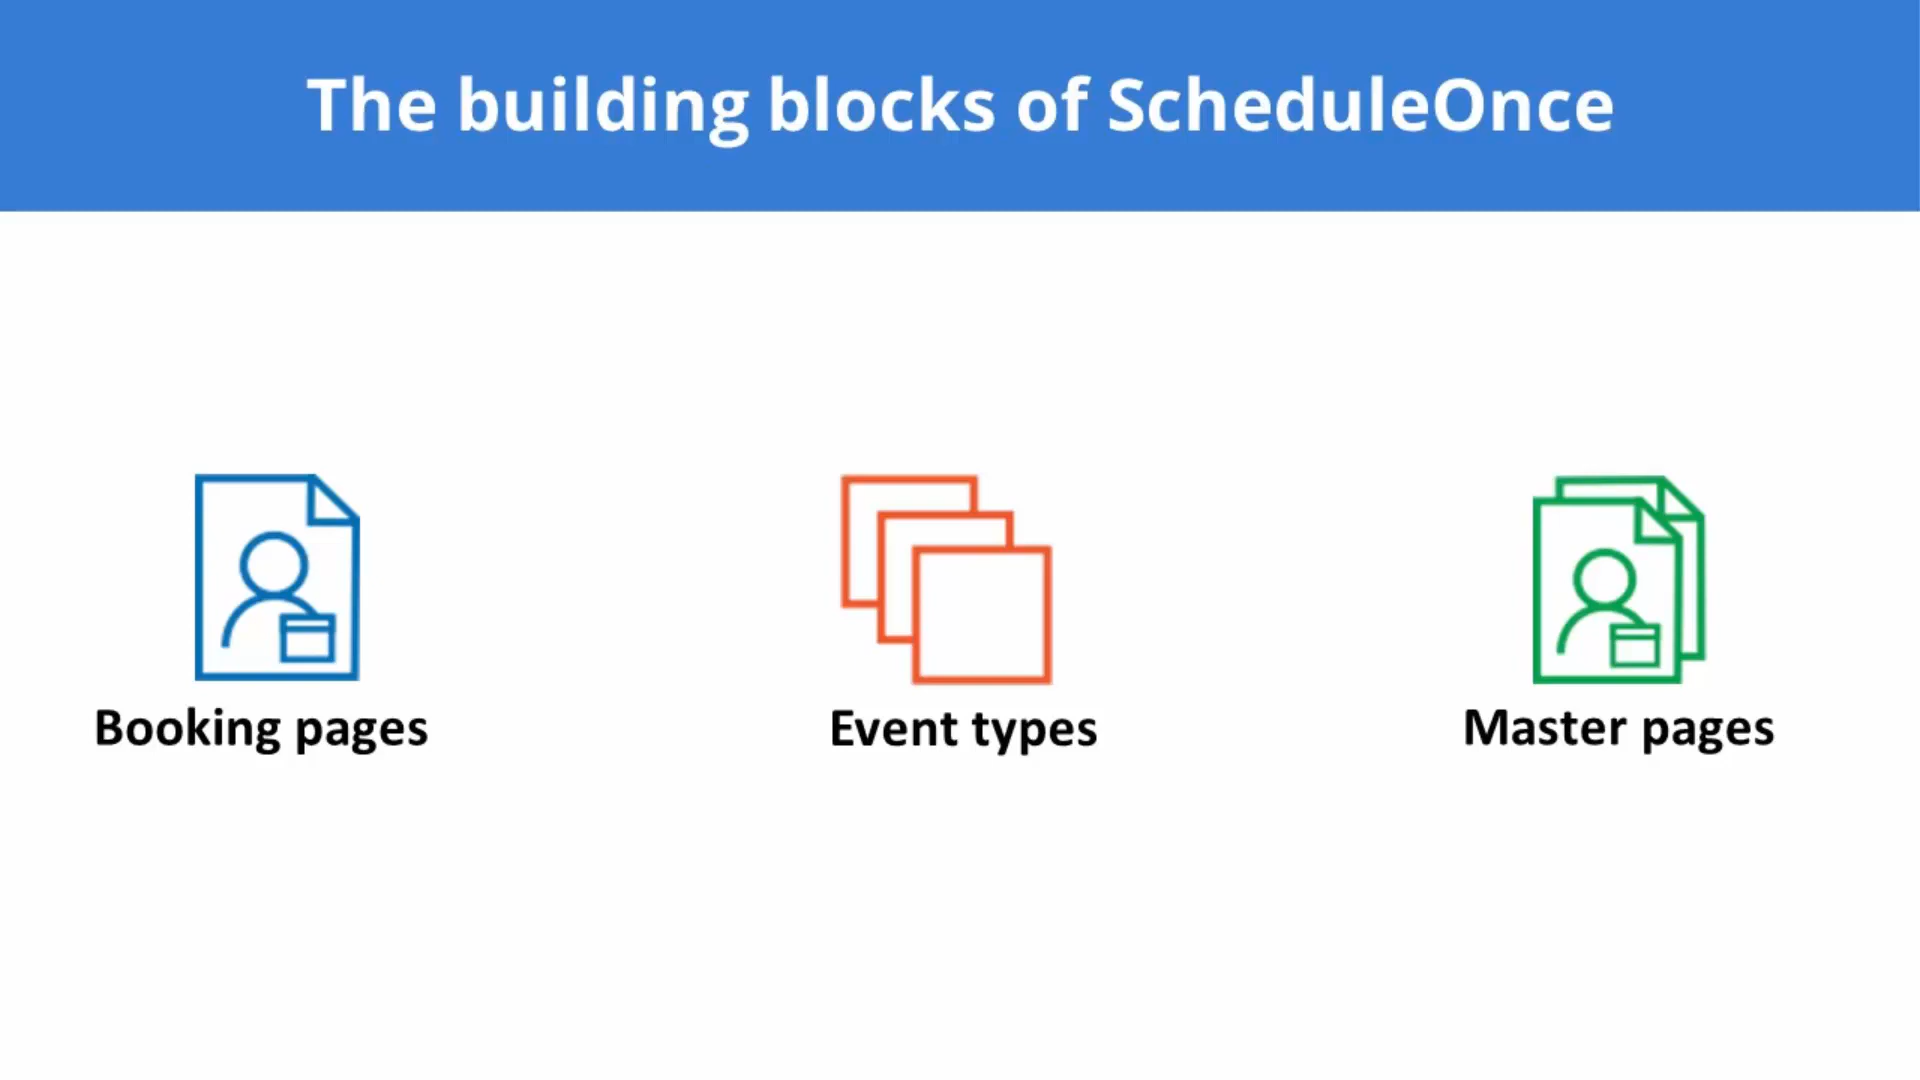 The building blocks of ScheduleOnce
Booking pages
Event types
Master pages